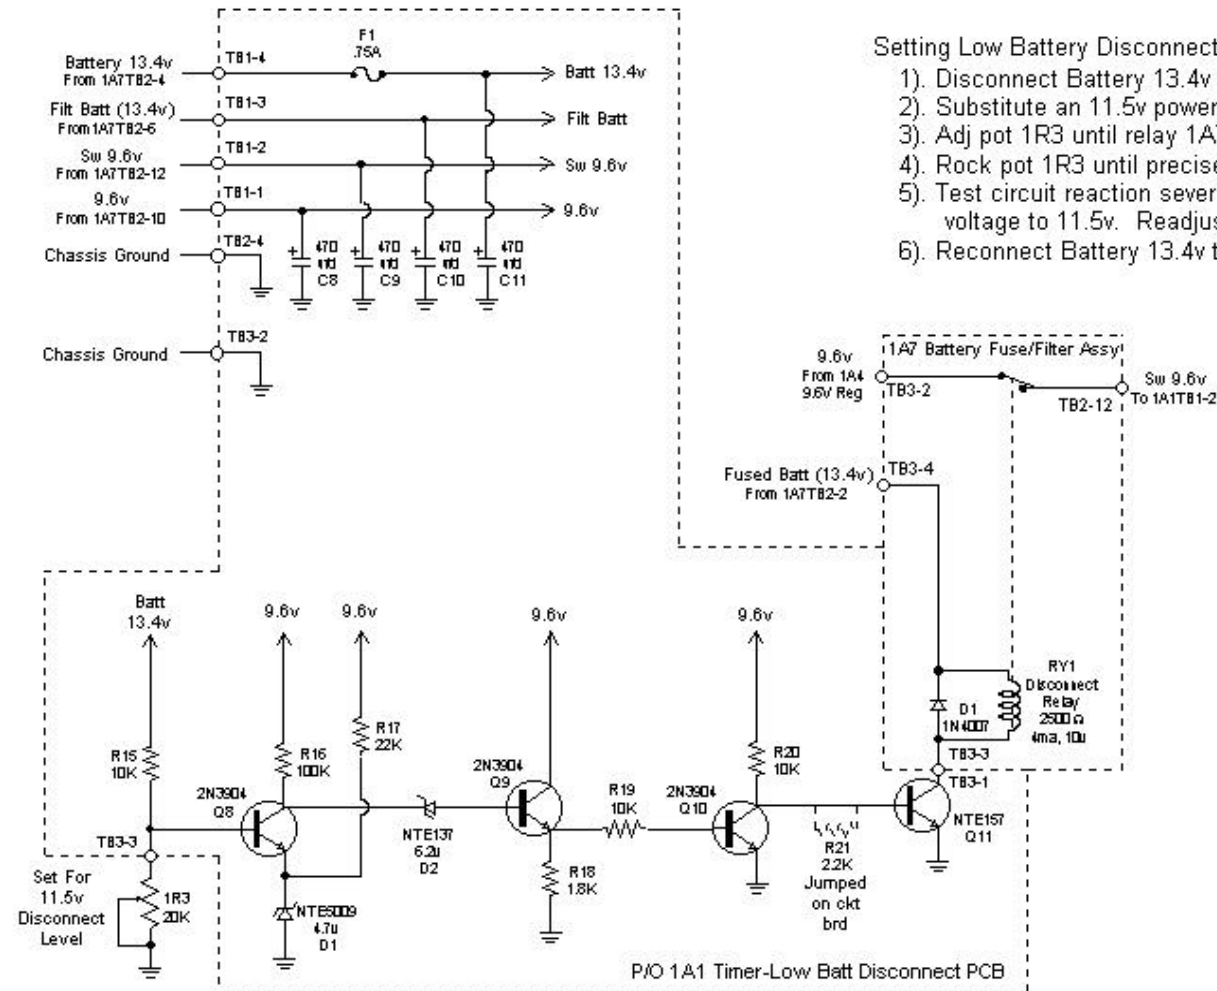 F1
.75A
Battery 13.4v
From 1A7TB2-4
TB1-4
Batt 13.4v
Filt Batt (13.4v)
From 1A7TB2-6
TB1-3
Filt Batt
Sw 9.6v
From 1A7TB2-12
TB1-2
Sw 9.6v
9.6v
From 1A7TB2-10
TB1-1
9.6v
Chassis Ground
TB2-4
+ 470
mfd
C8
+ 470
mfd
C9
+ 470
mfd
C10
+ 470
mfd
C11
Chassis Ground
TB3-2
Setting Low Battery Disconnect
1). Disconnect Battery 13.4v
2). Substitute an 11.5v power
3). Adj pot 1R3 until relay 1A7
4). Rock pot 1R3 until precise
5). Test circuit reaction sever
voltage to 11.5v. Readjus
6). Reconnect Battery 13.4v t
1A7 Battery Fuse/Filter Assy
9.6v
From 1A4
9.6V Reg
TB3-2
TB2-12
Sw 9.6v
To 1A1TB1-2
Fused Batt (13.4v)
From 1A7TB2-2
TB3-4
RY1
Disconnect
Relay
2500 Ω
4ma, 10v
D1
1N4007
TB3-3
TB3-1
NTE157
Q11
Batt
13.4v
9.6v
9.6v
9.6v
9.6v
R15
10K
R16
100K
R17
22K
2N3904
Q8
TB3-3
NTE137
6.2v
D2
2N3904
Q9
R19
10K
2N3904
Q10
R20
10K
R21
2.2K
Jumped
on ckt
brd
R18
1.8K
Set For
11.5v
Disconnect
Level
1R3
20K
NTE5009
4.7v
D1
P/O 1A1 Timer-Low Batt Disconnect PCB